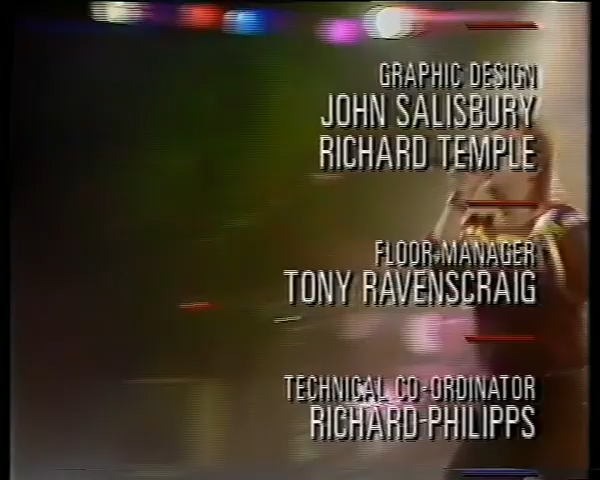 GRAPHIC DESIGN
JOHN SALISBURY
RICHARD TEMPLE
FLOOR MANAGER
TONY RAVENSCRAIG
TECHNICAL CO-ORDINATOR
RICHARD PHILIPPS